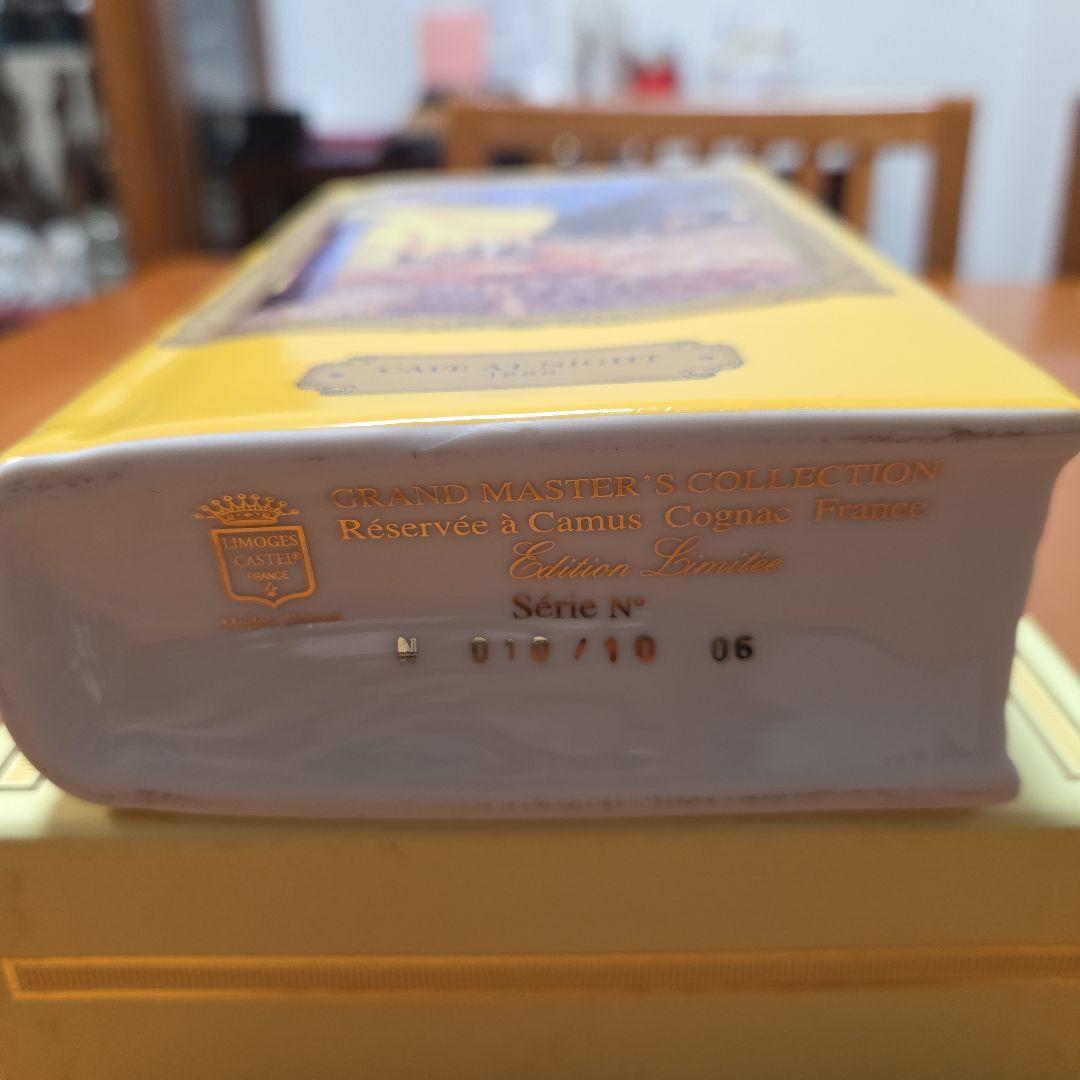 CAFE AT NIGHT
1888
GRAND MASTER'S COLLECTION
Réservée à Camus Cognac France
Edition Limitée
Série N°
N 010/10 06
LIMOGES
CASTEL®
FRANCE